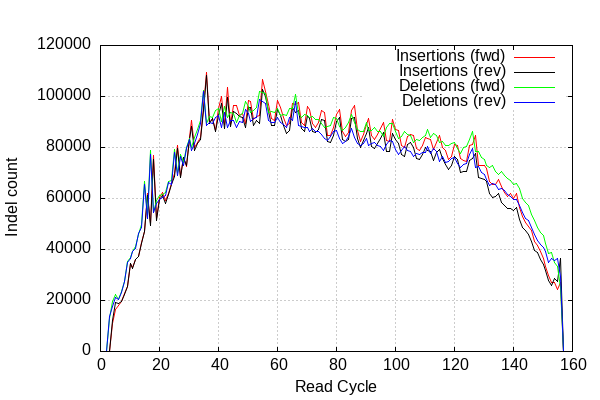 120000
100000
80000
60000
40000
20000
0
Indel count
Insertions (fwd)
Insertions (rev)
Deletions (fwd)
Deletions (rev)
0 20 40 60 80 100 120 140 160
Read Cycle